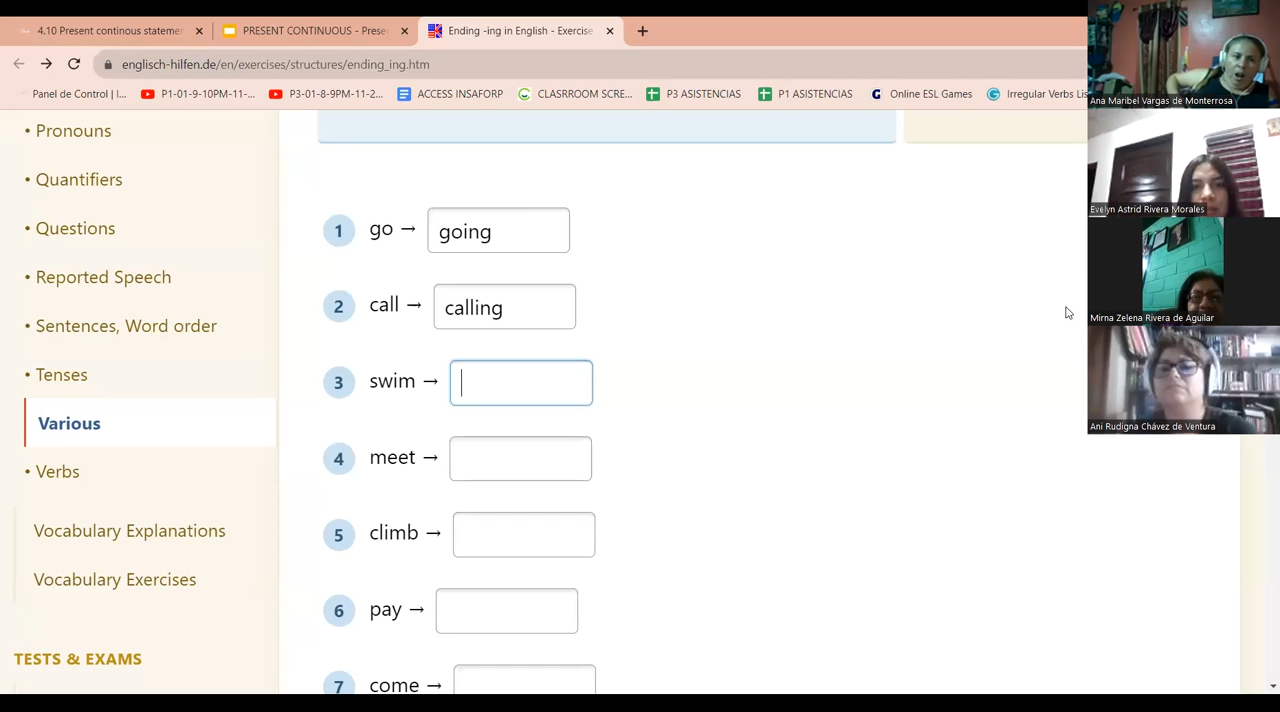 4.10 Present continous stateme
PRESENT CONTINUOUS - Prese
Ending -ing in English - Exercise
englisch-hilfen.de/en/exercises/structures/ending_ing.htm
Panel de Control | I...
P1-01-9-10PM-11-...
P3-01-8-9PM-11-2...
ACCESS INSAFORP
CLASRROOM SCRE...
P3 ASISTENCIAS
P1 ASISTENCIAS
Online ESL Games
Irregular Verbs Lis
• Pronouns
• Quantifiers
• Questions
• Reported Speech
• Sentences, Word order
• Tenses
Various
• Verbs
Vocabulary Explanations
Vocabulary Exercises
TESTS & EXAMS
1 go → going
2 call → calling
3 swim →
4 meet →
5 climb →
6 pay →
7 come →
Ana Maribel Vargas de Monterrosa
Evelyn Astrid Rivera Morales
Mirna Zelena Rivera de Aguilar
Ani Rudigna Chávez de Ventura